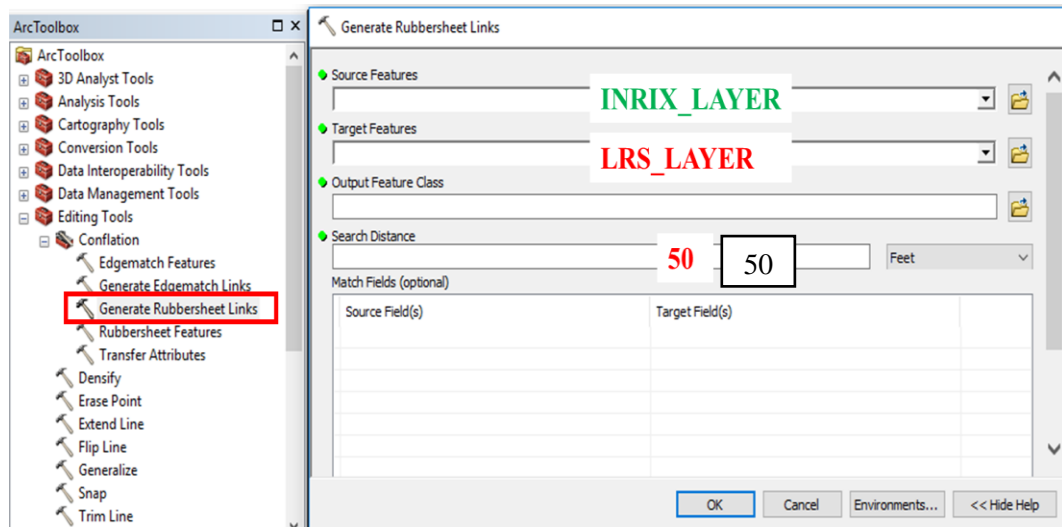 ArcToolbox
ArcToolbox
3D Analyst Tools
Analysis Tools
Cartography Tools
Conversion Tools
Data Interoperability Tools
Data Management Tools
Editing Tools
Conflation
Edgematch Features
Generate Edgematch Links
Generate Rubbersheet Links
Rubbersheet Features
Transfer Attributes
Densify
Erase Point
Extend Line
Flip Line
Generalize
Snap
Trim Line
Generate Rubbersheet Links
Source Features
INRIX_LAYER
Target Features
LRS_LAYER
Output Feature Class
Search Distance
50 50 Feet
Match Fields (optional)
Source Field(s) Target Field(s)
OK Cancel Environments... << Hide Help